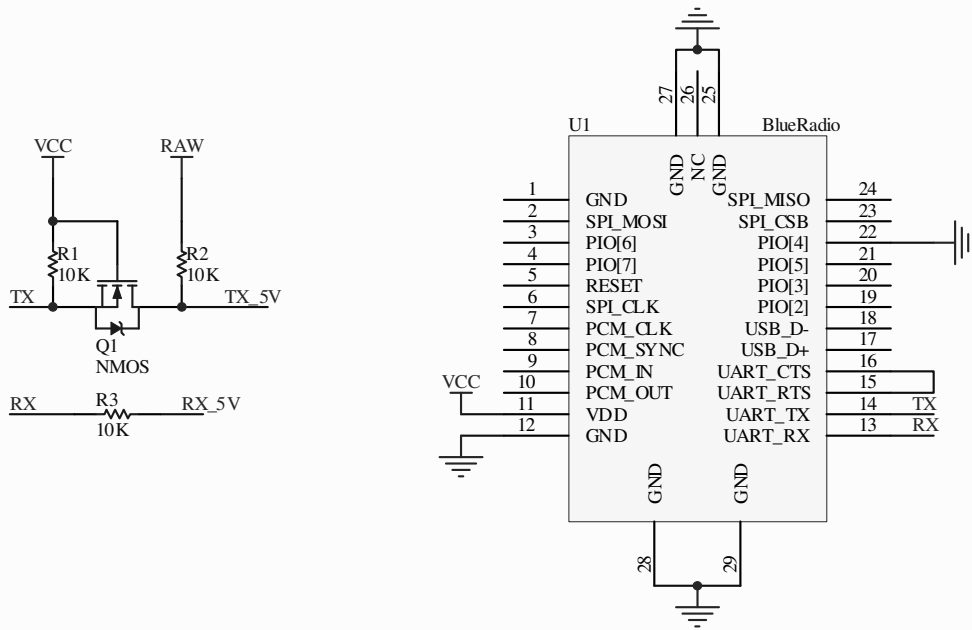 VCC
RAW
R1
10K
R2
10K
TX
TX_5V
Q1
NMOS
RX
R3
10K
RX_5V
27
26
25
U1
BlueRadio
GND
NC
GND
1
GND
SPI_MISO
24
2
SPI_MOSI
SPI_CSB
23
3
PIO[6]
PIO[4]
22
4
PIO[7]
PIO[5]
21
5
RESET
PIO[3]
20
6
SPI_CLK
PIO[2]
19
7
PCM_CLK
USB_D-
18
8
PCM_SYNC
USB_D+
17
9
PCM_IN
UART_CTS
16
VCC
10
PCM_OUT
UART_RTS
15
11
VDD
UART_TX
14
TX
12
GND
UART_RX
13
RX
GND
GND
28
29